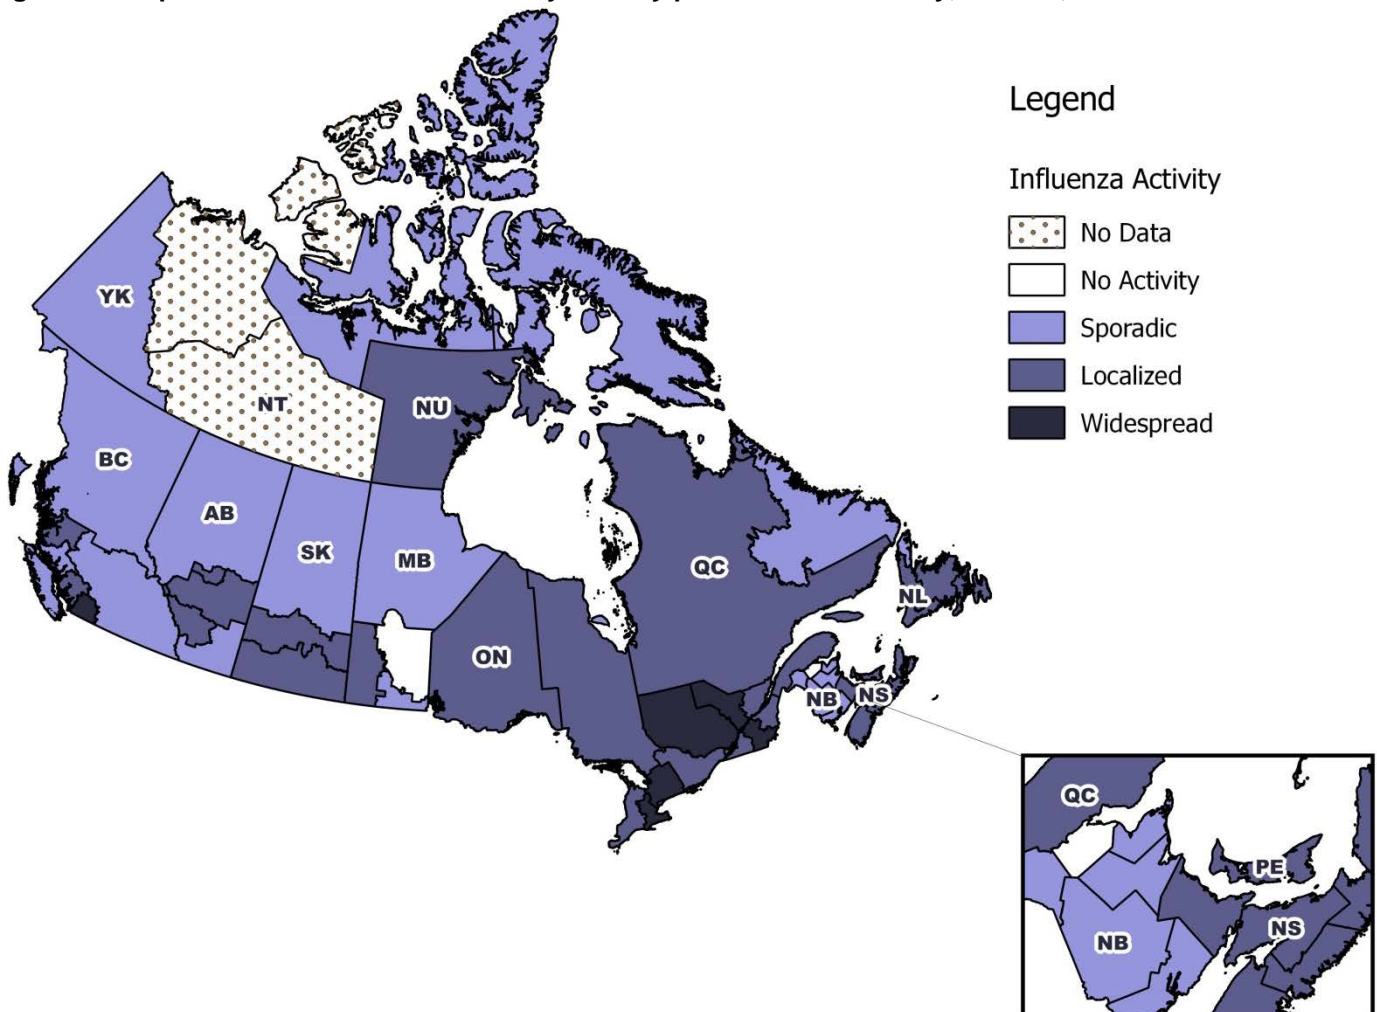 Legend
Influenza Activity
No Data
No Activity
Sporadic
Localized
Widespread
YK
NT
NU
BC
AB
SK
MB
QC
NL
ON
NB
NS
QC
PE
NS
NB